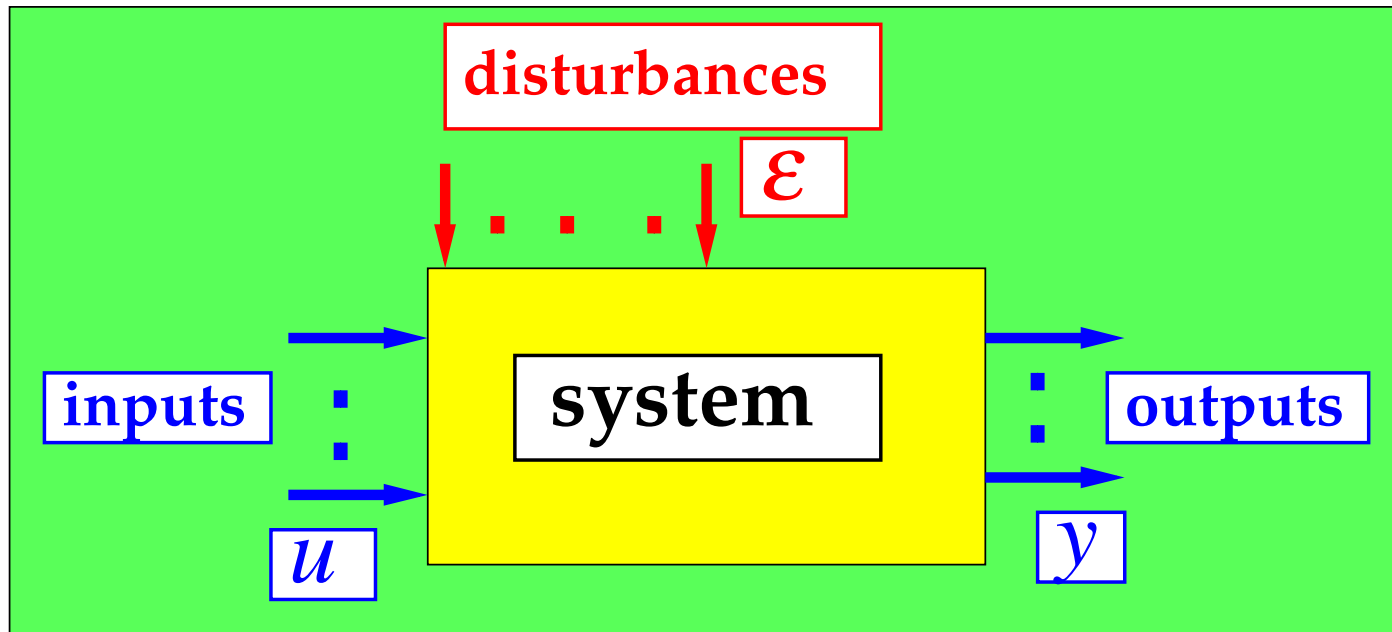 disturbances
ε
system
inputs
outputs
u
y